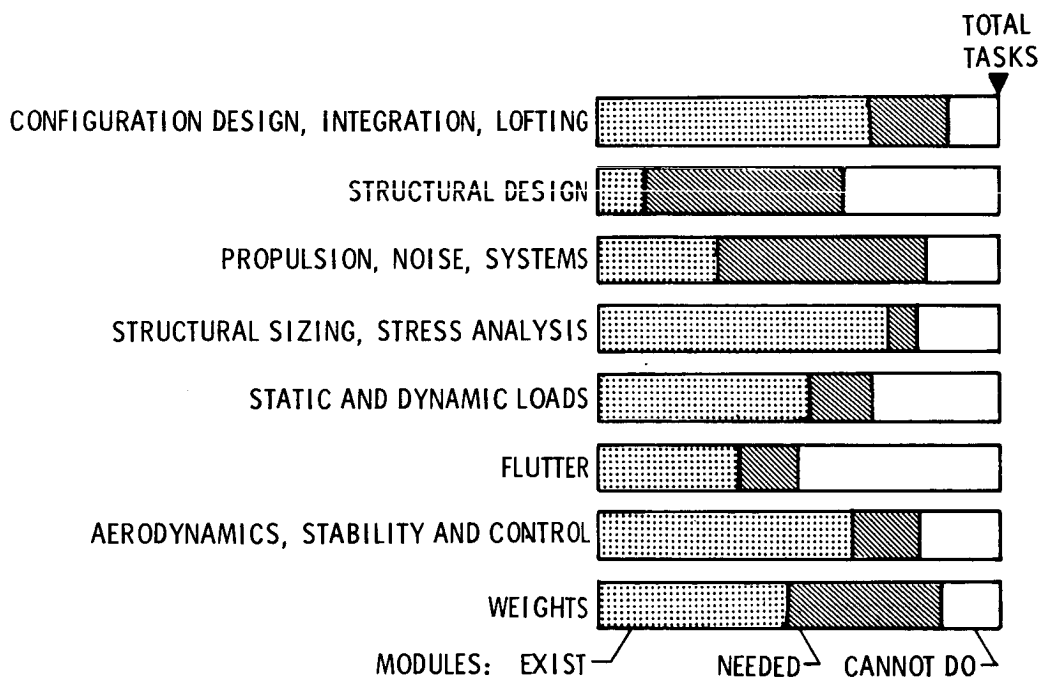 TOTAL
TASKS
CONFIGURATION DESIGN, INTEGRATION, LOFTING
STRUCTURAL DESIGN
PROPULSION, NOISE, SYSTEMS
STRUCTURAL SIZING, STRESS ANALYSIS
STATIC AND DYNAMIC LOADS
FLUTTER
AERODYNAMICS, STABILITY AND CONTROL
WEIGHTS
MODULES: EXIST NEEDED CANNOT DO